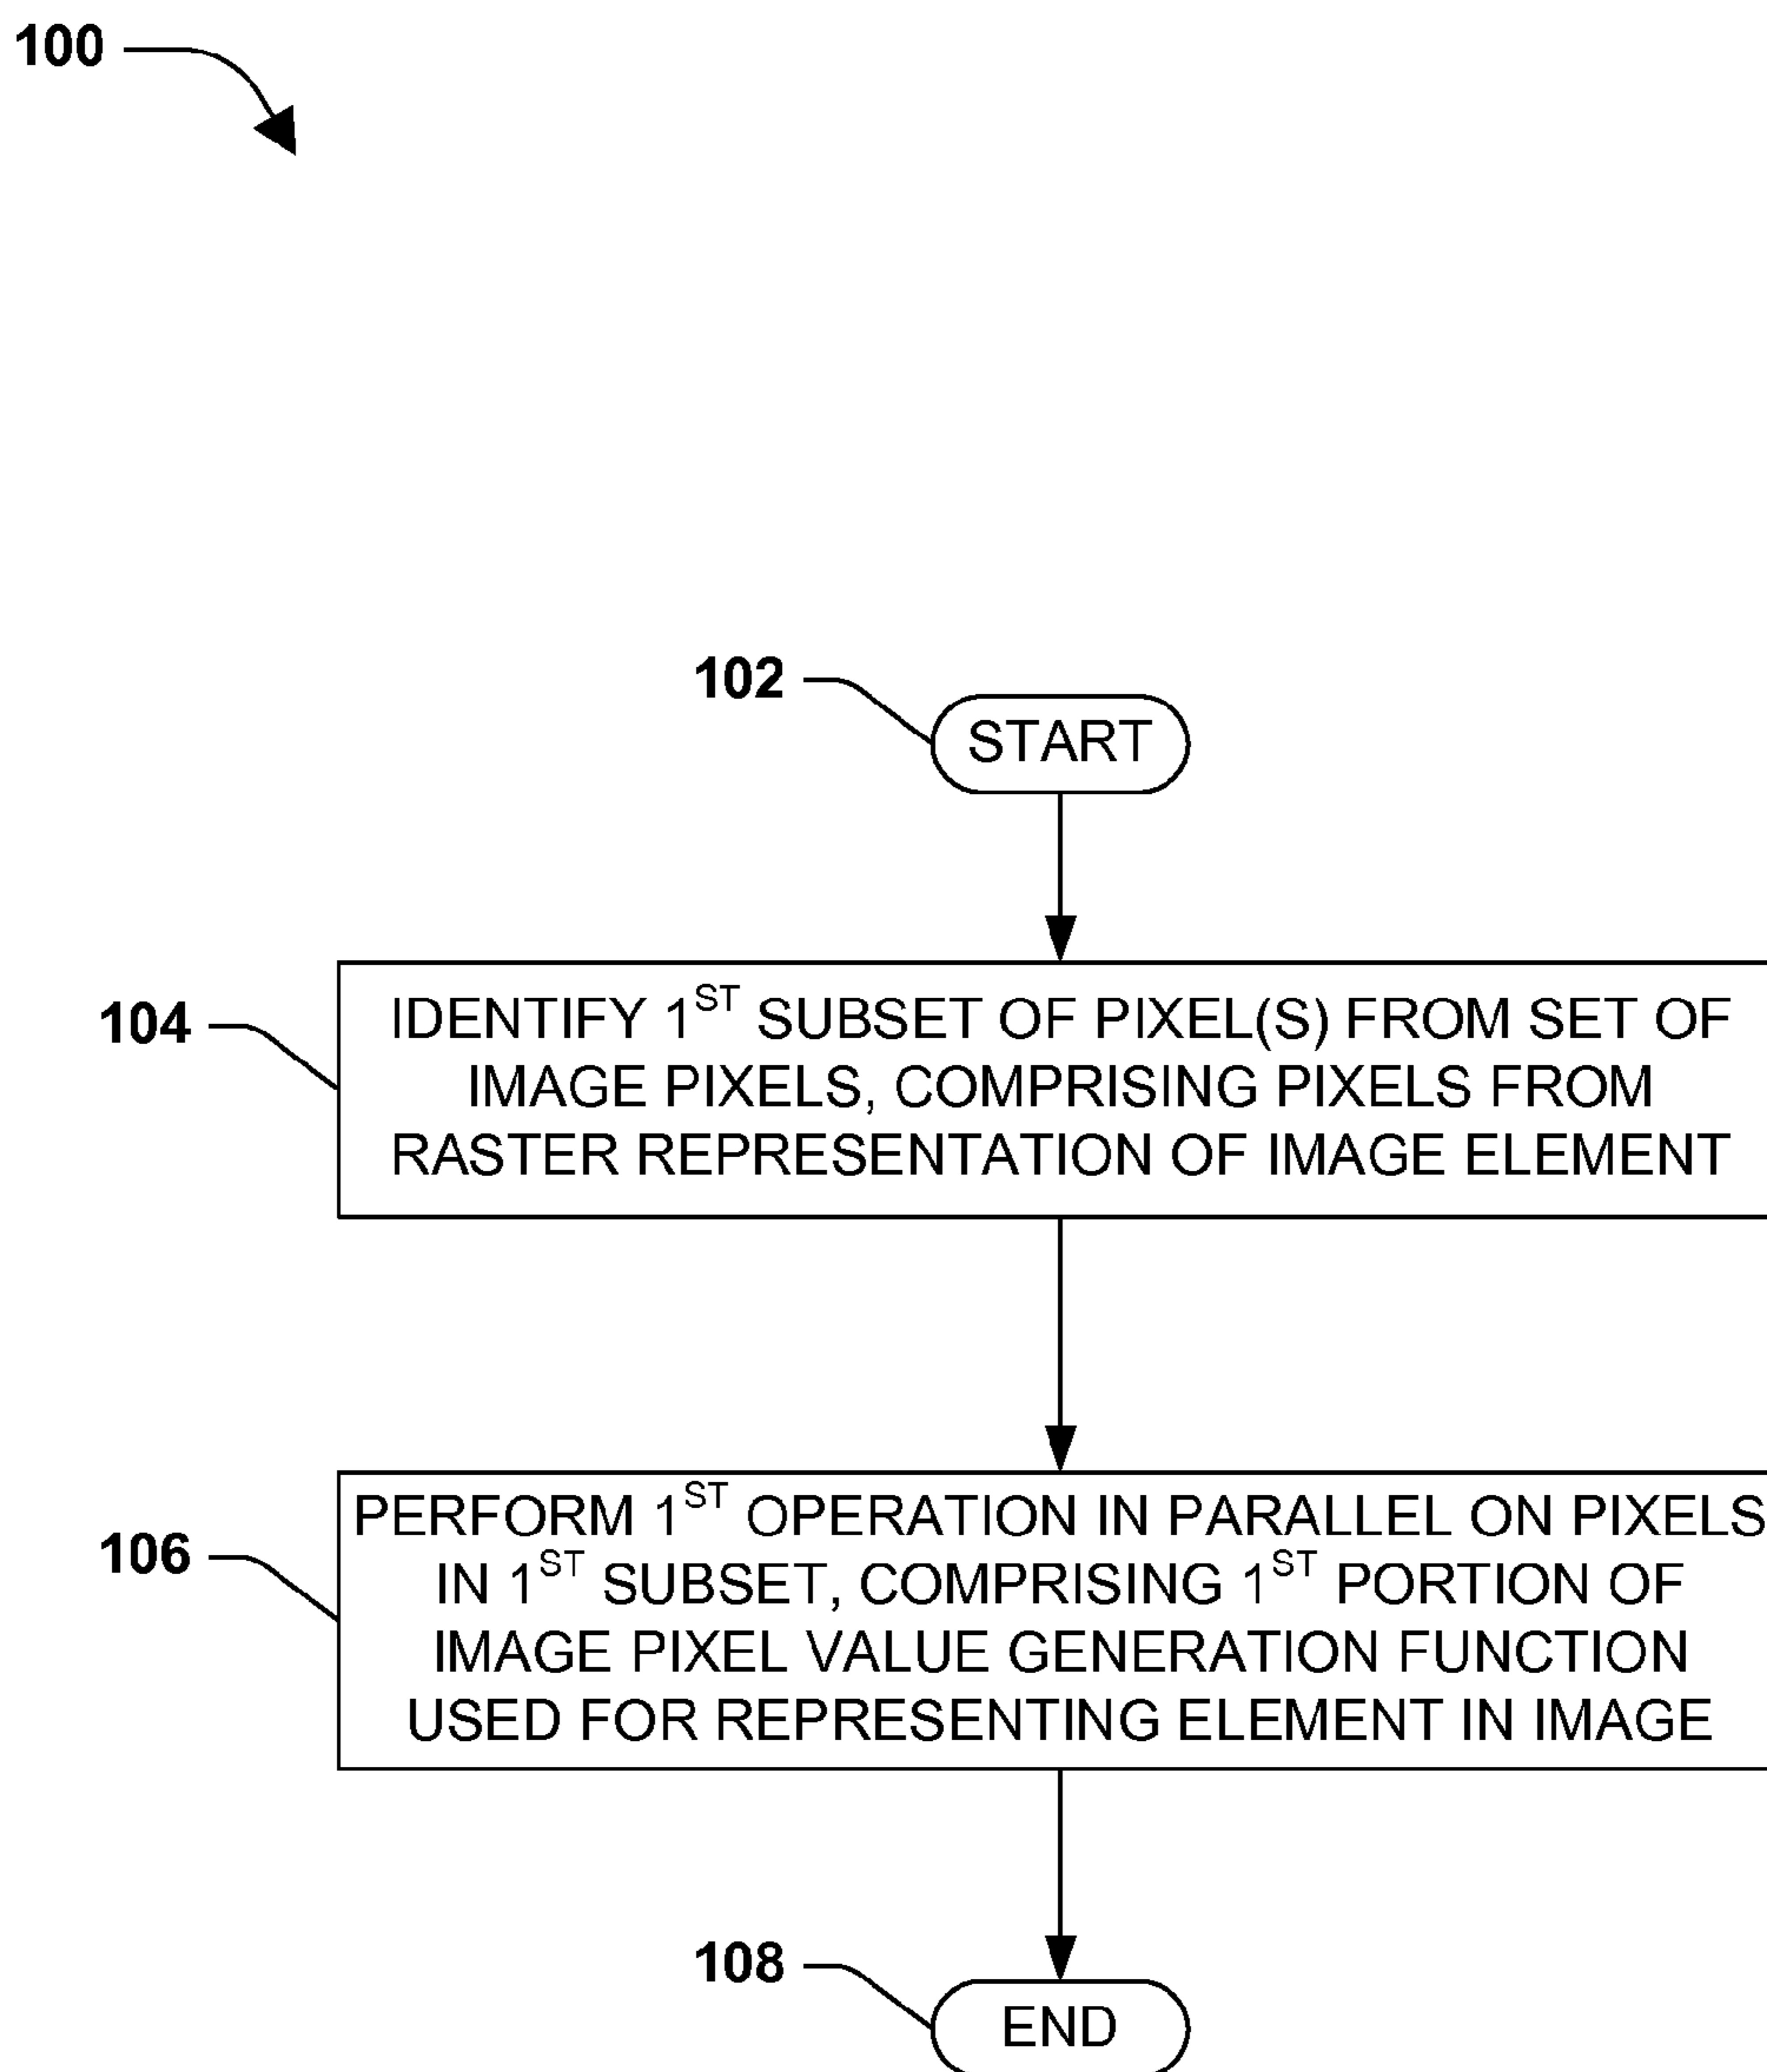 100
102
START
104
IDENTIFY 1ST SUBSET OF PIXEL(S) FROM SET OF
IMAGE PIXELS, COMPRISING PIXELS FROM
RASTER REPRESENTATION OF IMAGE ELEMENT
106
PERFORM 1ST OPERATION IN PARALLEL ON PIXELS
IN 1ST SUBSET, COMPRISING 1ST PORTION OF
IMAGE PIXEL VALUE GENERATION FUNCTION
USED FOR REPRESENTING ELEMENT IN IMAGE
108
END